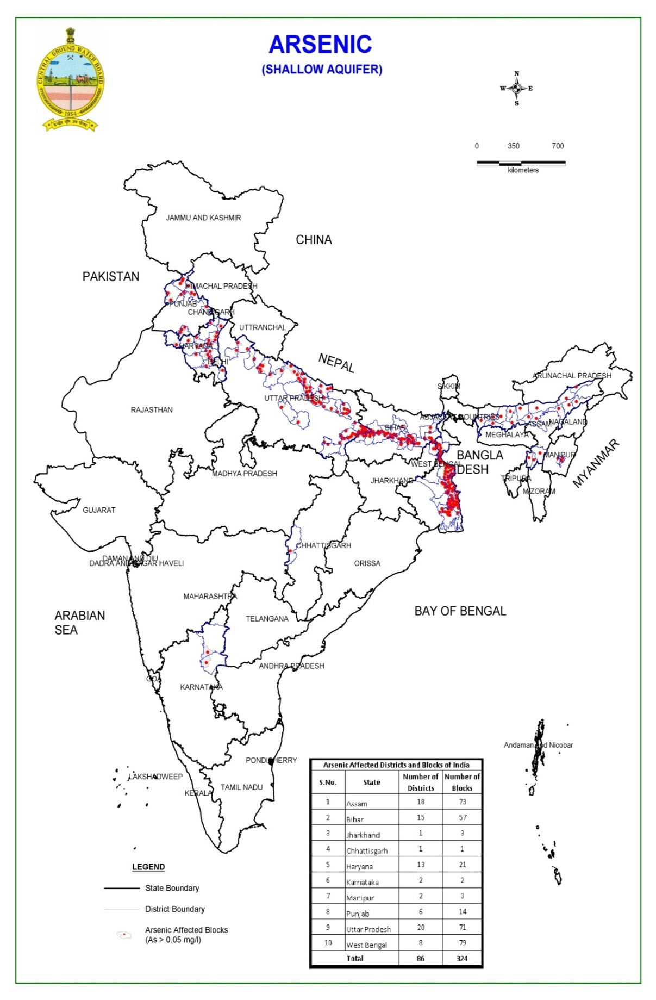 ARSENIC
(SHALLOW AQUIFER)
CENTRAL GROUND WATER BOARD
1954
N
W E
S
0 350 700
kilometers
JAMMU AND KASHMIR
CHINA
PAKISTAN
HIMACHAL PRADESH
PUNJAB
CHANDIGARH
UTTRANCHAL
HARYANA
DELHI
NEPAL
ARUNACHAL PRADESH
SIKKIM
UTTAR PRADESH
RAJASTHAN
ADJACENT COUNTRIES
ASSAM
NAGALAND
BIHAR
MEGHALAYA
BANGLA
DESH
MANIPUR
MYANMAR
WEST BENGAL
MADHYA PRADESH
JHARKHAND
TRIPURA
MIZORAM
GUJARAT
CHHATTISGARH
DAMAN AND DIU
DADRA AND NAGAR HAVELI
ORISSA
MAHARASHTRA
ARABIAN
SEA
BAY OF BENGAL
TELANGANA
ANDHRA PRADESH
GOA
KARNATAKA
Andaman and Nicobar
PONDICHERRY
LAKSHADWEEP
KERALA
TAMIL NADU
Arsenic Affected Districts and Blocks of India
S.No. State Number of Districts Number of Blocks
1 Assam 18 73
2 Bihar 15 57
3 Jharkhand 1 3
4 Chhattisgarh 1 1
5 Haryana 13 21
6 Karnataka 2 2
7 Manipur 2 3
8 Punjab 6 14
9 Uttar Pradesh 20 71
10 West Bengal 8 79
Total 86 324
LEGEND
State Boundary
District Boundary
Arsenic Affected Blocks
(As > 0.05 mg/l)